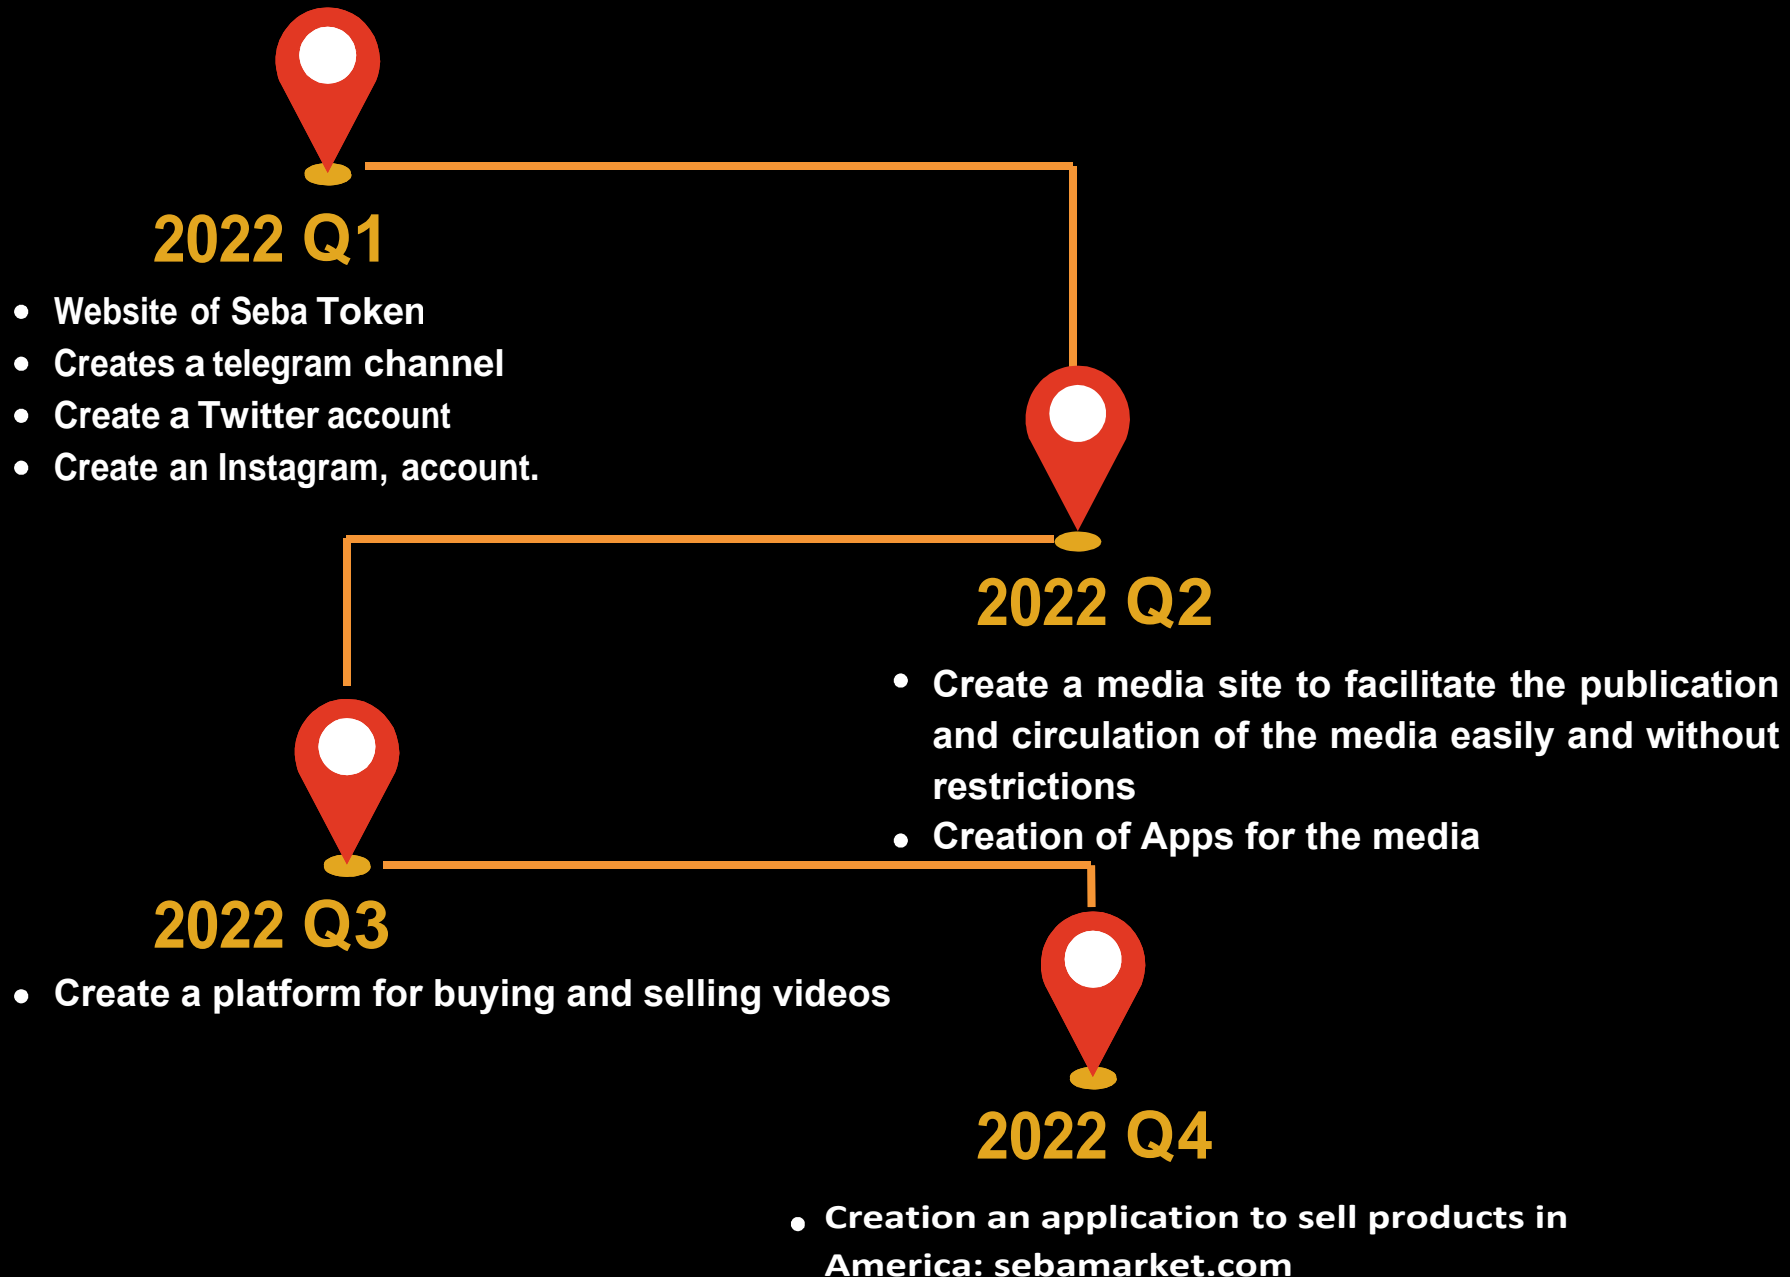 2022 Q1
• Website of Seba Token
• Creates a telegram channel
• Create a Twitter account
• Create an Instagram, account.
2022 Q2
• Create a media site to facilitate the publication
and circulation of the media easily and without
restrictions
• Creation of Apps for the media
2022 Q3
• Create a platform for buying and selling videos
2022 Q4
• Creation an application to sell products in
America: sebamarket.com